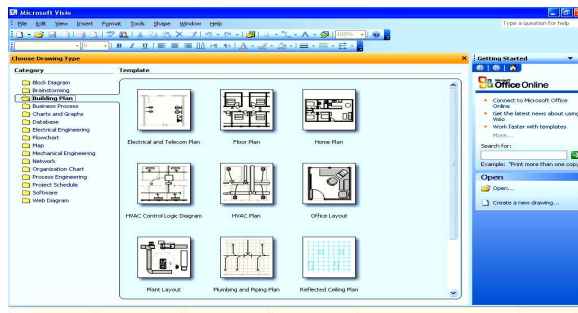 Microsoft Visio
File Edit View Insert Format Tools Shape Window Help
Type a question for help
100%
B I U
Choose Drawing Type
Getting Started
Category
Template
Block Diagram
Brainstorming
Building Plan
Business Process
Charts and Graphs
Database
Electrical Engineering
Flowchart
Map
Mechanical Engineering
Network
Organization Chart
Process Engineering
Project Schedule
Software
Web Diagram
Electrical and Telecom Plan
Floor Plan
Home Plan
HVAC Control Logic Diagram
HVAC Plan
Office Layout
Plant Layout
Plumbing and Piping Plan
Reflected Ceiling Plan
Office Online
Connect to Microsoft Office
Online
Get the latest news about using
Visio
Work faster with templates
More...
Search for:
Example: "Print more than one copy
Open
Open...
Create a new drawing...